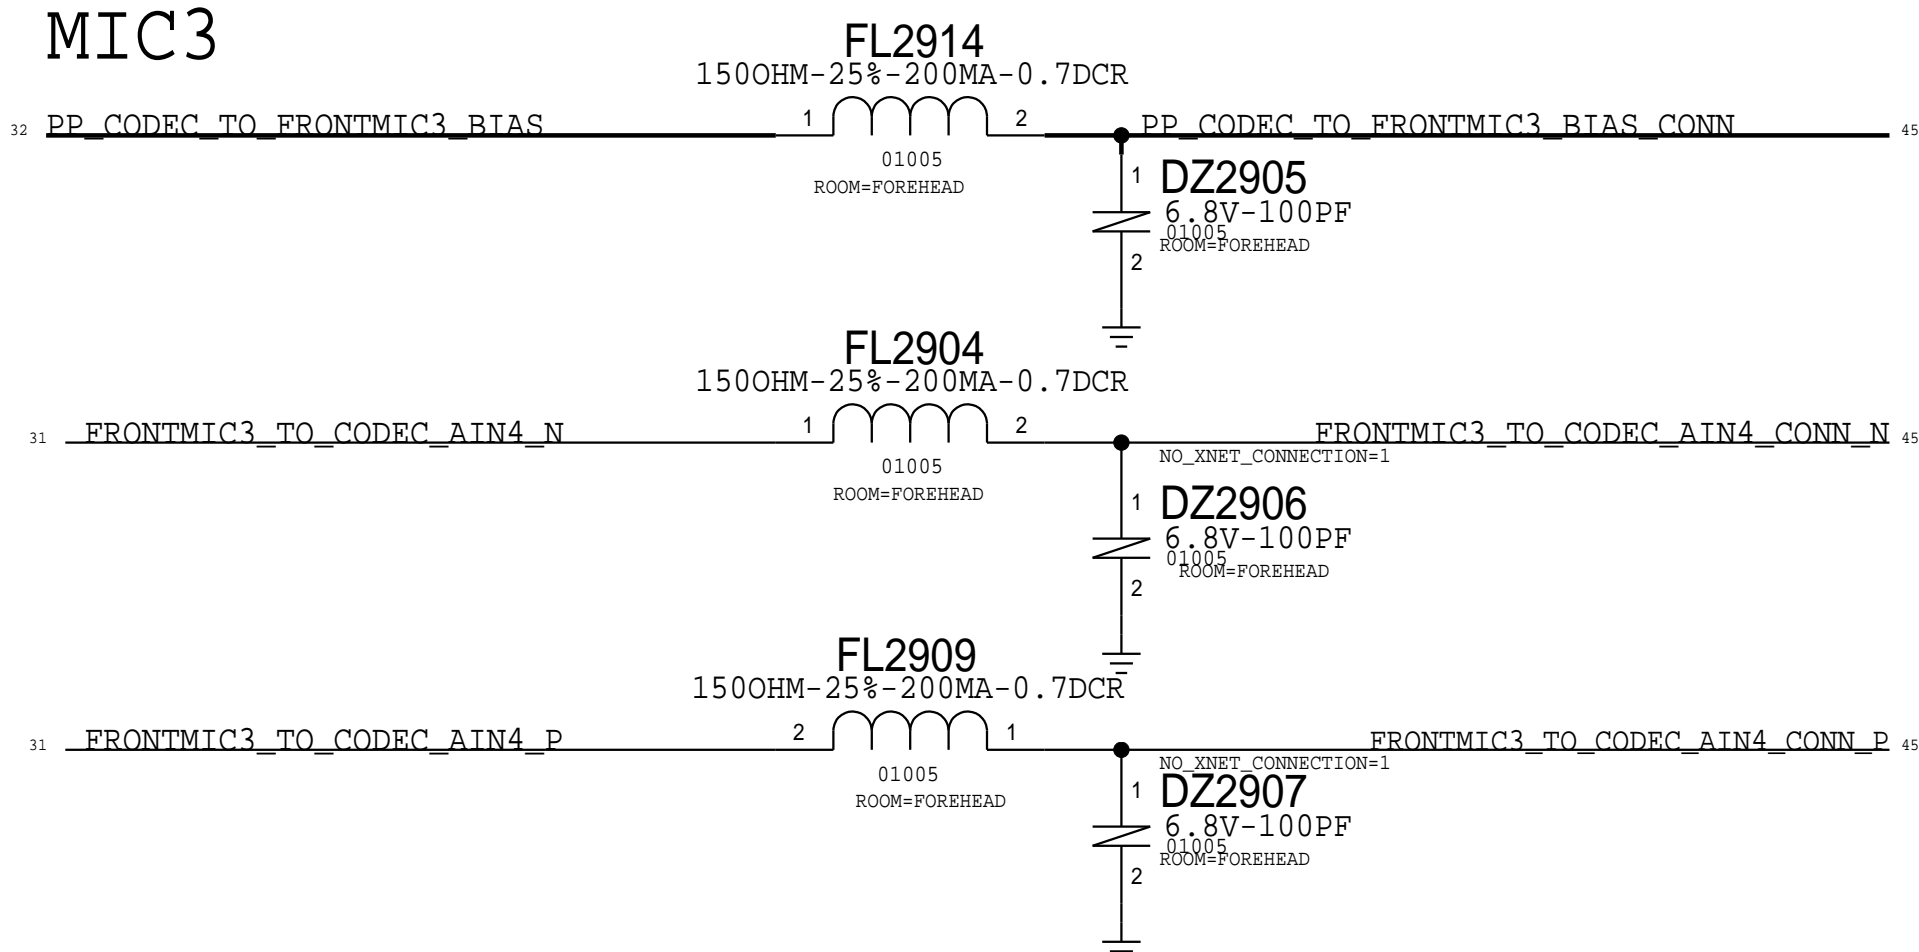 MIC3
FL2914
150OHM-25%-200MA-0.7DCR
32 PP_CODEC_TO_FRONTMIC3_BIAS 1 2 PP_CODEC_TO_FRONTMIC3_BIAS_CONN 45
01005
ROOM=FOREHEAD
1 DZ2905
6.8V-100PF
01005
ROOM=FOREHEAD
2
FL2904
150OHM-25%-200MA-0.7DCR
31 FRONTMIC3_TO_CODEC_AIN4_N 1 2 FRONTMIC3_TO_CODEC_AIN4_CONN_N 45
NO_XNET_CONNECTION=1
01005
ROOM=FOREHEAD
1 DZ2906
6.8V-100PF
01005
ROOM=FOREHEAD
2
FL2909
150OHM-25%-200MA-0.7DCR
31 FRONTMIC3_TO_CODEC_AIN4_P 2 1 FRONTMIC3_TO_CODEC_AIN4_CONN_P 45
NO_XNET_CONNECTION=1
01005
ROOM=FOREHEAD
1 DZ2907
6.8V-100PF
01005
ROOM=FOREHEAD
2